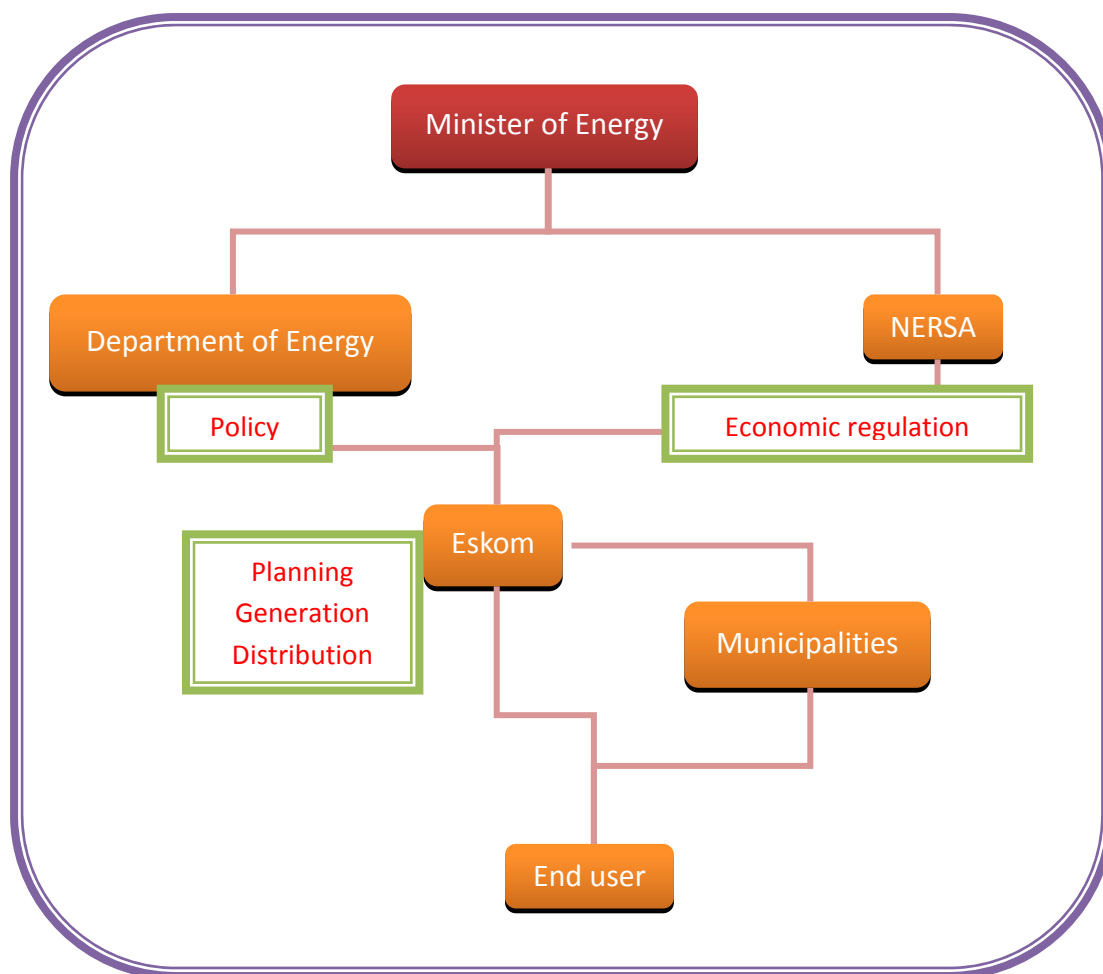 Minister of Energy
Department of Energy
NERSA
Policy
Economic regulation
Eskom
Planning
Generation
Distribution
Municipalities
End user